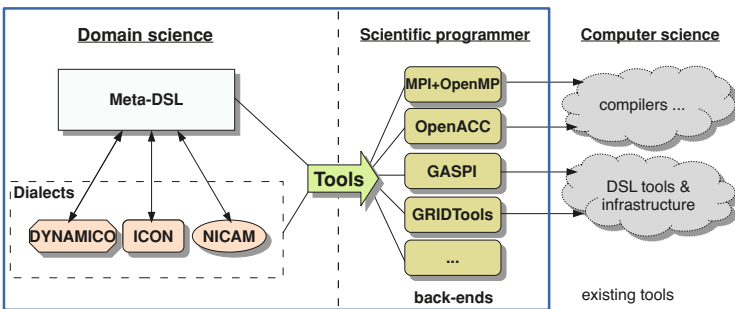 Domain science
Scientific programmer
Computer science
Meta-DSL
Dialects
DYNAMICO
ICON
NICAM
Tools
MPI+OpenMP
OpenACC
GASPI
GRIDTools
...
back-ends
compilers ...
DSL tools &
infrastructure
existing tools